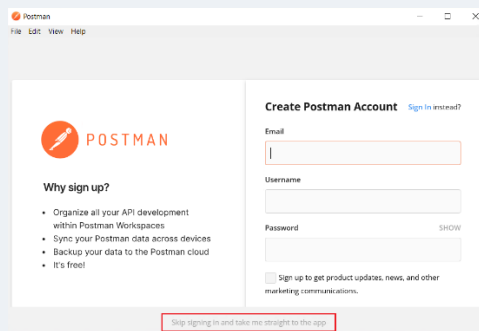 Postman
File Edit View Help
POSTMAN
Why sign up?
• Organize all your API development
within Postman Workspaces
• Sync your Postman data across devices
• Backup your data to the Postman cloud
• It's free!
Create Postman Account Sign In instead?
Email
Username
Password SHOW
Sign up to get product updates, news, and other
marketing communications.
Skip signing in and take me straight to the app